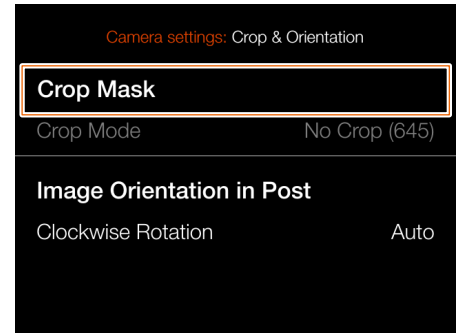 Camera settings: Crop & Orientation
Crop Mask
Crop Mode No Crop (645)
Image Orientation in Post
Clockwise Rotation Auto